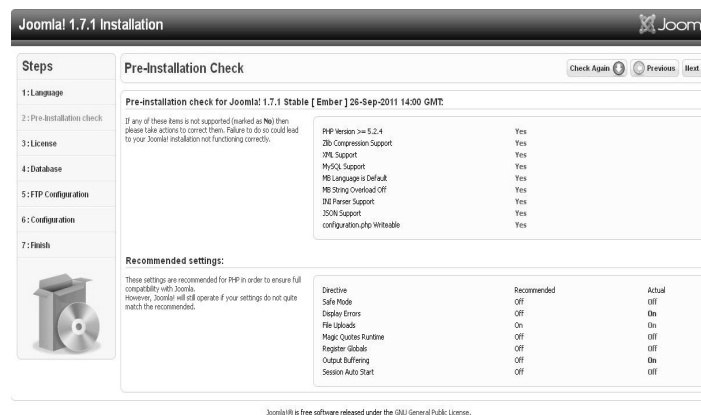 Joomla! 1.7.1 Installation
Joom
Steps
1 : Language
2 : Pre-Installation check
3 : License
4 : Database
5 : FTP Configuration
6 : Configuration
7 : Finish
Pre-Installation Check
Check Again
Previous
Next
Pre-installation check for Joomla! 1.7.1 Stable [ Ember ] 26-Sep-2011 14:00 GMT:
If any of these items is not supported (marked as No) then
please take actions to correct them. Failure to do so could lead
to your Joomla! installation not functioning correctly.
PHP Version >= 5.2.4 Yes
Zlib Compression Support Yes
XML Support Yes
MySQL Support Yes
MB Language is Default Yes
MB String Overload Off Yes
INI Parser Support Yes
JSON Support Yes
configuration.php Writeable Yes
Recommended settings:
These settings are recommended for PHP in order to ensure full
compatibility with Joomla.
However, Joomla! will still operate if your settings do not quite
match the recommended.
Directive Recommended Actual
Safe Mode Off Off
Display Errors Off On
File Uploads On On
Magic Quotes Runtime Off Off
Register Globals Off Off
Output Buffering Off On
Session Auto Start Off Off
Joomla!® is free software released under the GNU General Public License.